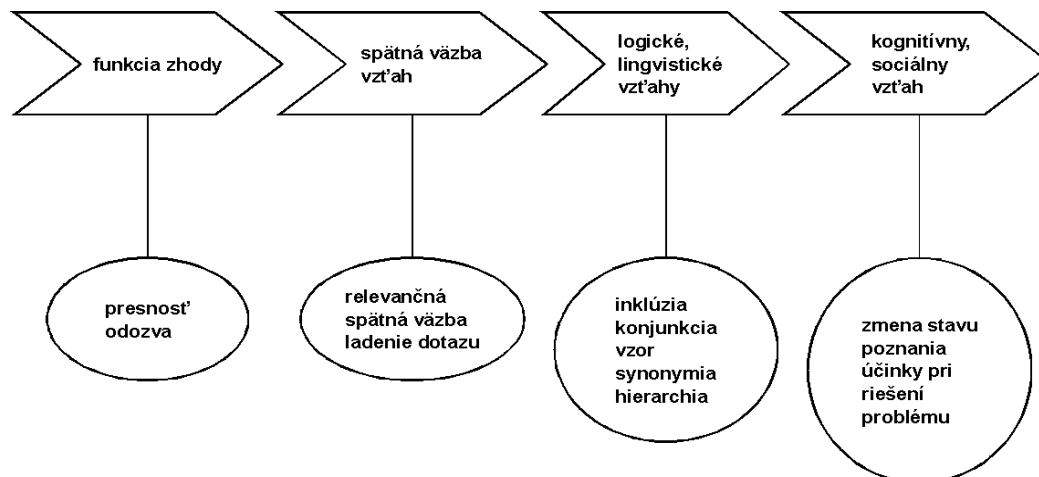 funkcia zhody
spätná väzba
vzťah
logické,
lingvistické
vzťahy
kognitívny,
sociálny
vzťah
presnosť
odozva
relevančná
spätná väzba
ladenie dotazu
inklúzia
konjunkcia
vzor
synonymia
hierarchia
zmena stavu
poznania
účinky pri
riešení
problému